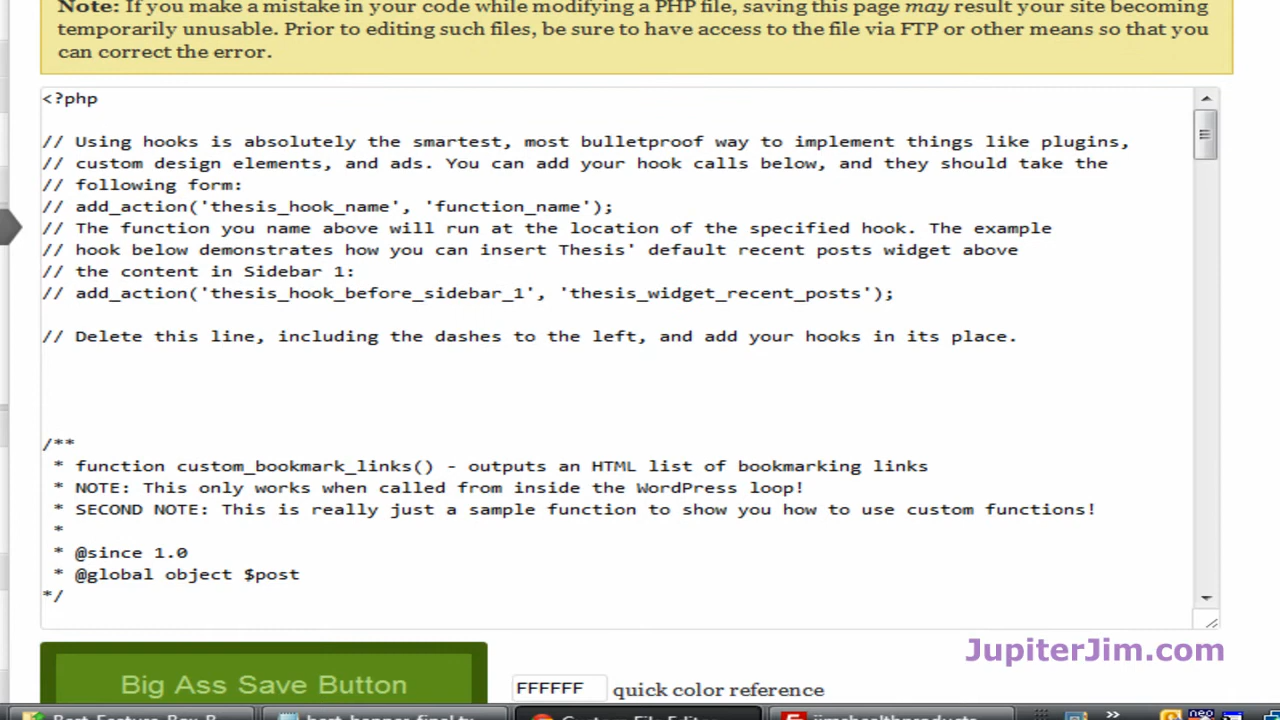 Note: If you make a mistake in your code while modifying a PHP file, saving this page may result your site becoming
temporarily unusable. Prior to editing such files, be sure to have access to the file via FTP or other means so that you
can correct the error.
<?php
// Using hooks is absolutely the smartest, most bulletproof way to implement things like plugins,
// custom design elements, and ads. You can add your hook calls below, and they should take the
// following form:
// add_action('thesis_hook_name', 'function_name');
// The function you name above will run at the location of the specified hook. The example
// hook below demonstrates how you can insert Thesis' default recent posts widget above
// the content in Sidebar 1:
// add_action('thesis_hook_before_sidebar_1', 'thesis_widget_recent_posts');
// Delete this line, including the dashes to the left, and add your hooks in its place.
/**
* function custom_bookmark_links() - outputs an HTML list of bookmarking links
* NOTE: This only works when called from inside the WordPress loop!
* SECOND NOTE: This is really just a sample function to show you how to use custom functions!
*
* @since 1.0
* @global object $post
*/
JupiterJim.com
Big Ass Save Button
FFFFFF quick color reference